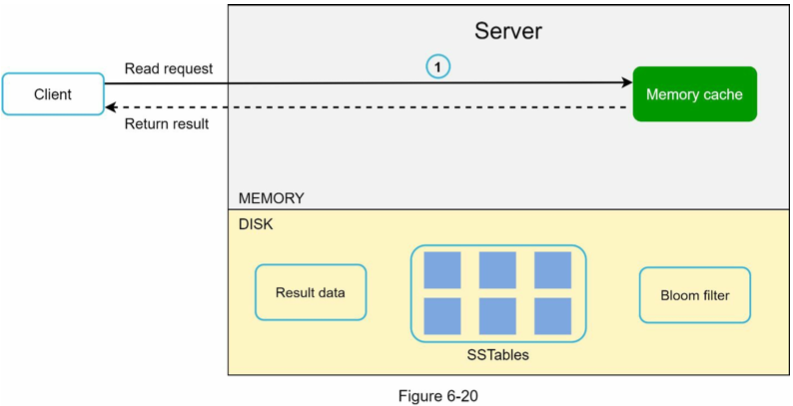 Server
Read request
1
Client
Memory cache
Return result
MEMORY
DISK
Result data
Bloom filter
SSTables
Figure 6-20